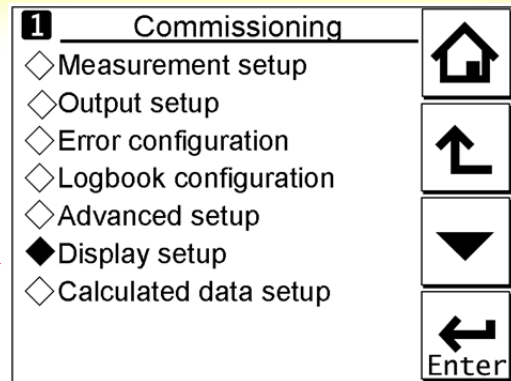 1 Commissioning
Measurement setup
Output setup
Error configuration
Logbook configuration
Advanced setup
Display setup
Calculated data setup
Enter